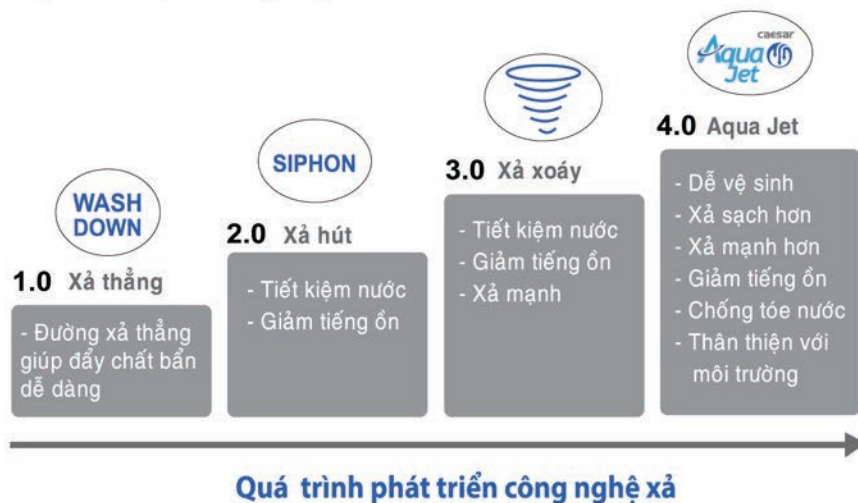 WASH
DOWN
1.0 Xả thẳng
- Đường xả thẳng
giúp đẩy chất bẩn
dễ dàng
SIPHON
2.0 Xả hút
- Tiết kiệm nước
- Giảm tiếng ồn
3.0 Xả xoáy
- Tiết kiệm nước
- Giảm tiếng ồn
- Xả mạnh
caesar
Aqua
Jet
4.0 Aqua Jet
- Dễ vệ sinh
- Xả sạch hơn
- Xả mạnh hơn
- Giảm tiếng ồn
- Chống tóe nước
- Thân thiện với
môi trường
Quá trình phát triển công nghệ xả